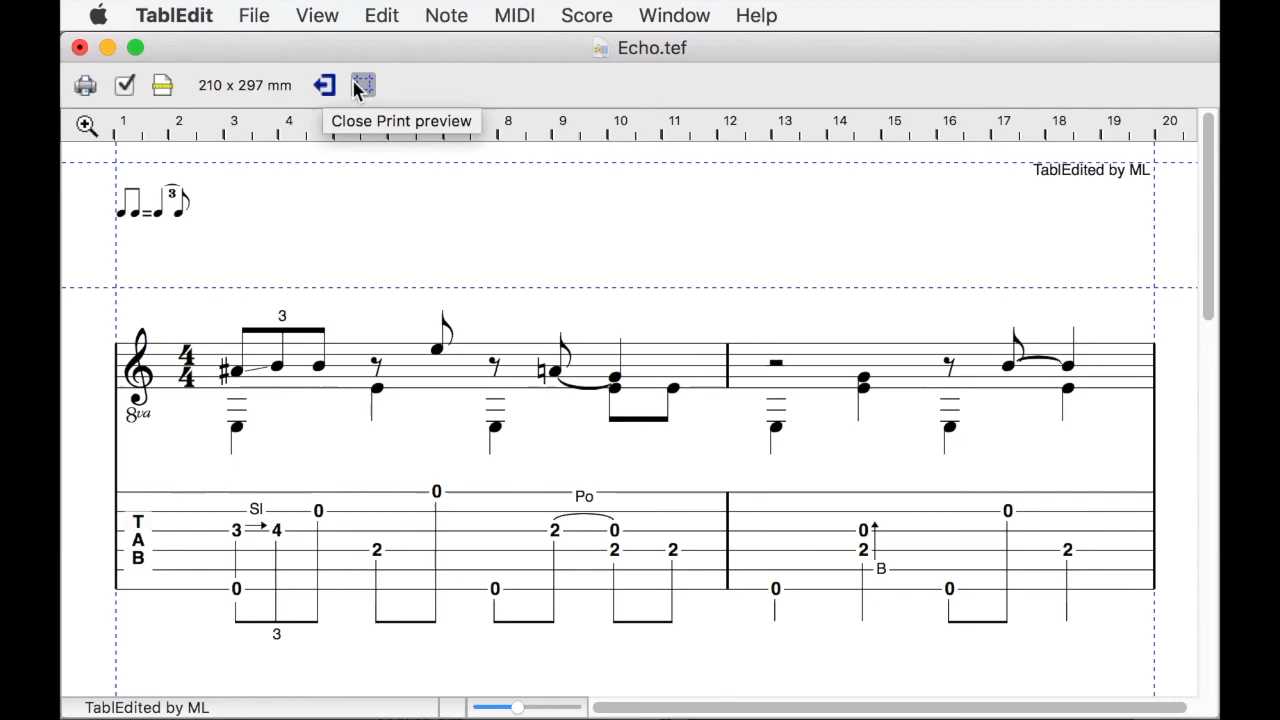 TablEdit File View Edit Note MIDI Score Window Help
Echo.tef
210 x 297 mm
Close Print preview
1 2 3 4 8 9 10 11 12 13 14 15 16 17 18 19 20
TablEdited by ML
3
3
4
4
8va
Sl
Po
0
0
0
T
A
B
3 4 2 0 0
2 2 2 2 2
B
0 0 0 0
3
TablEdited by ML